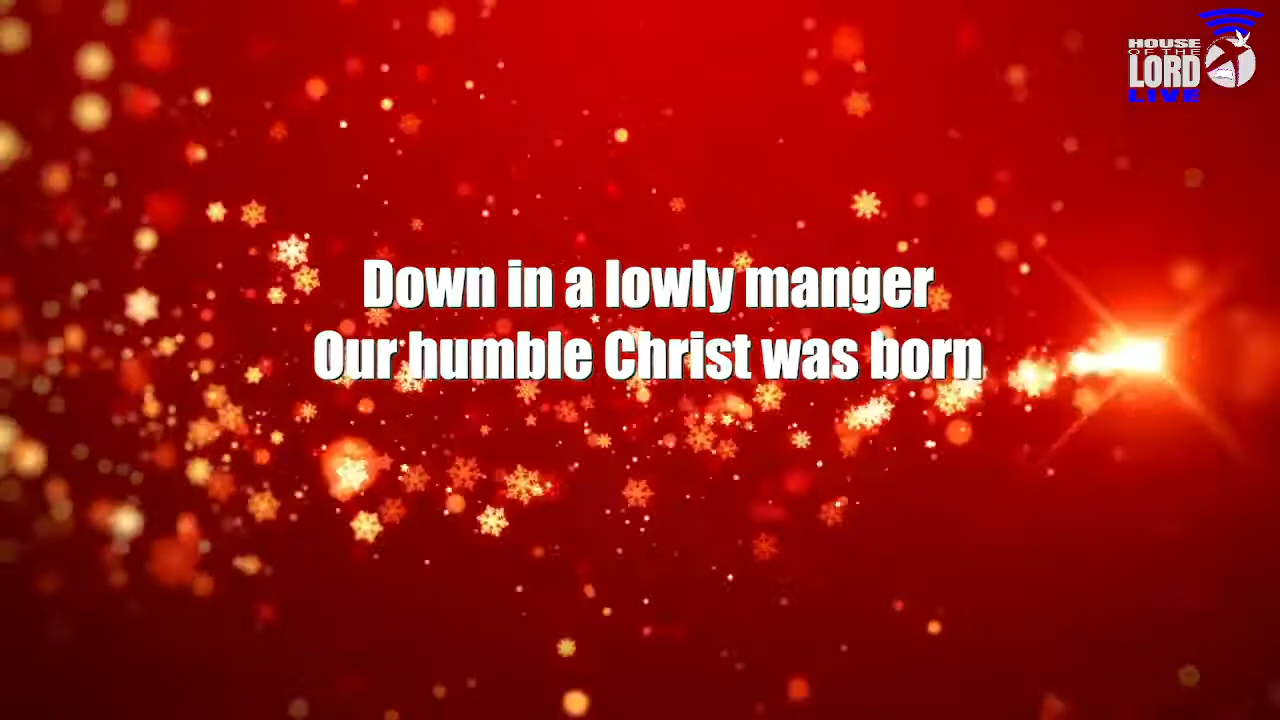 HOUSE
OF THE
LORD
LIVE
Down in a lowly manger
Our humble Christ was born